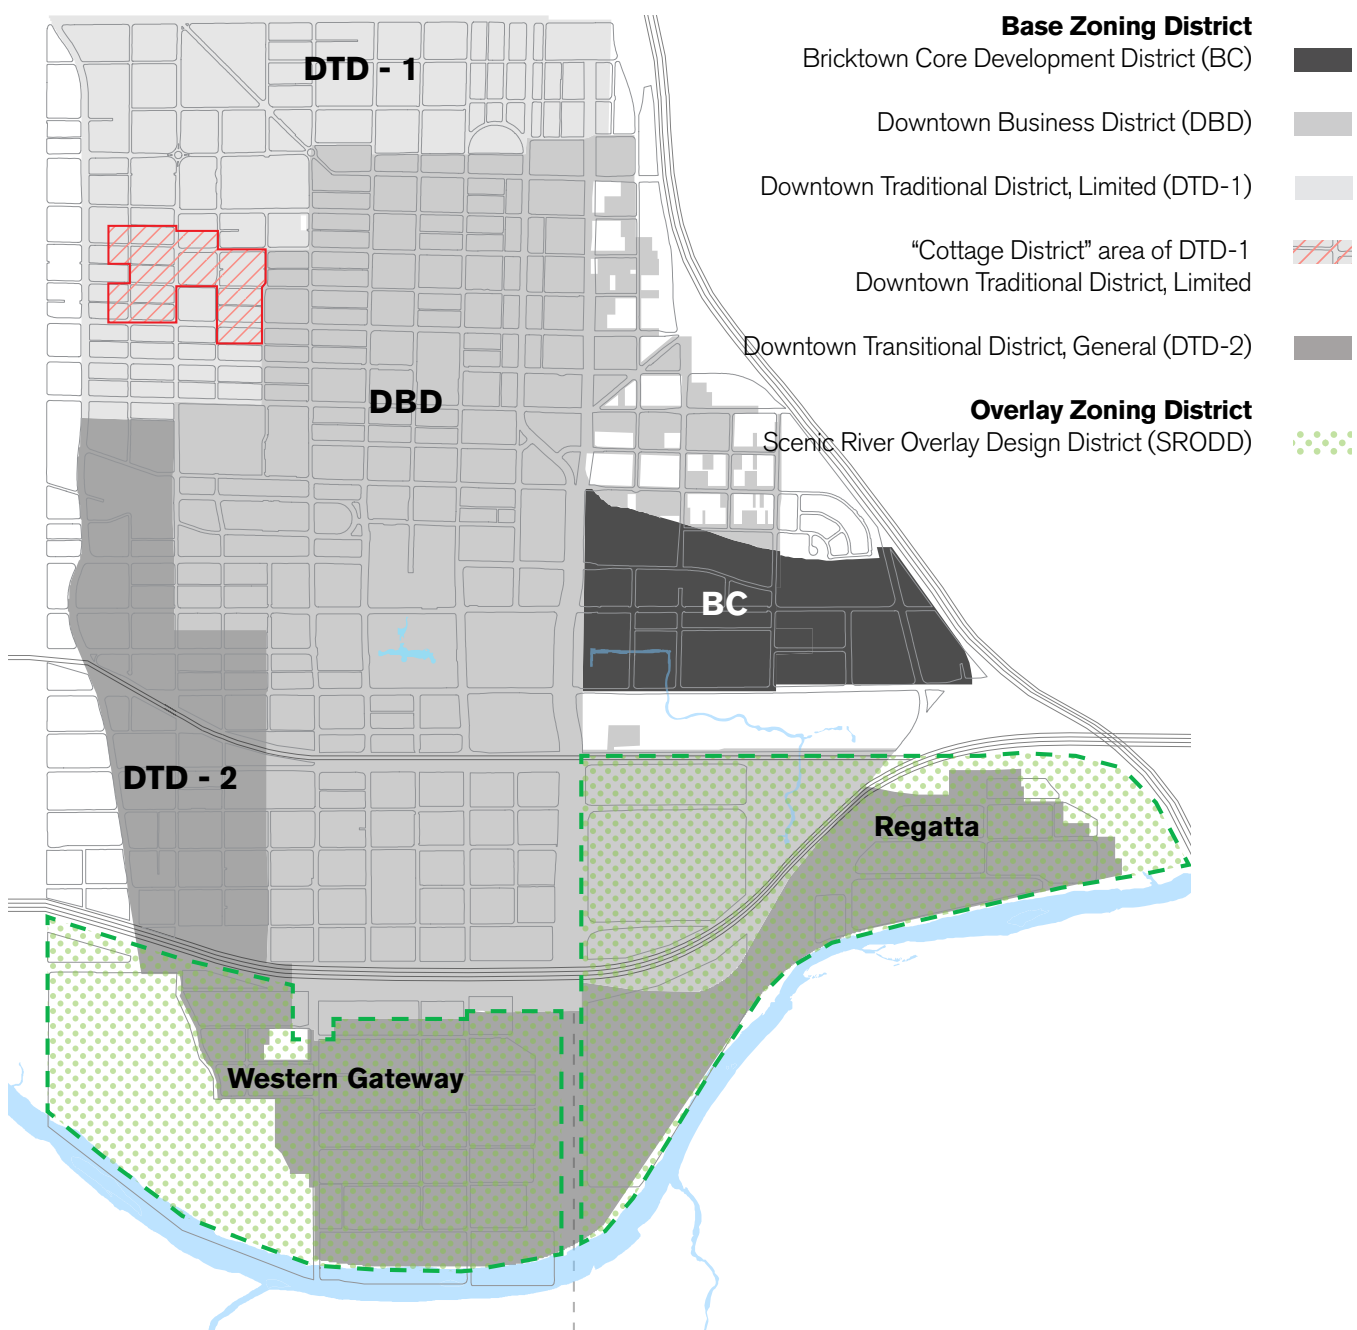 Base Zoning District
Bricktown Core Development District (BC)
Downtown Business District (DBD)
Downtown Traditional District, Limited (DTD-1)
“Cottage District” area of DTD-1
Downtown Traditional District, Limited
Downtown Transitional District, General (DTD-2)
Overlay Zoning District
Scenic River Overlay Design District (SRODD)
DTD - 1
DBD
BC
DTD - 2
Regatta
Western Gateway